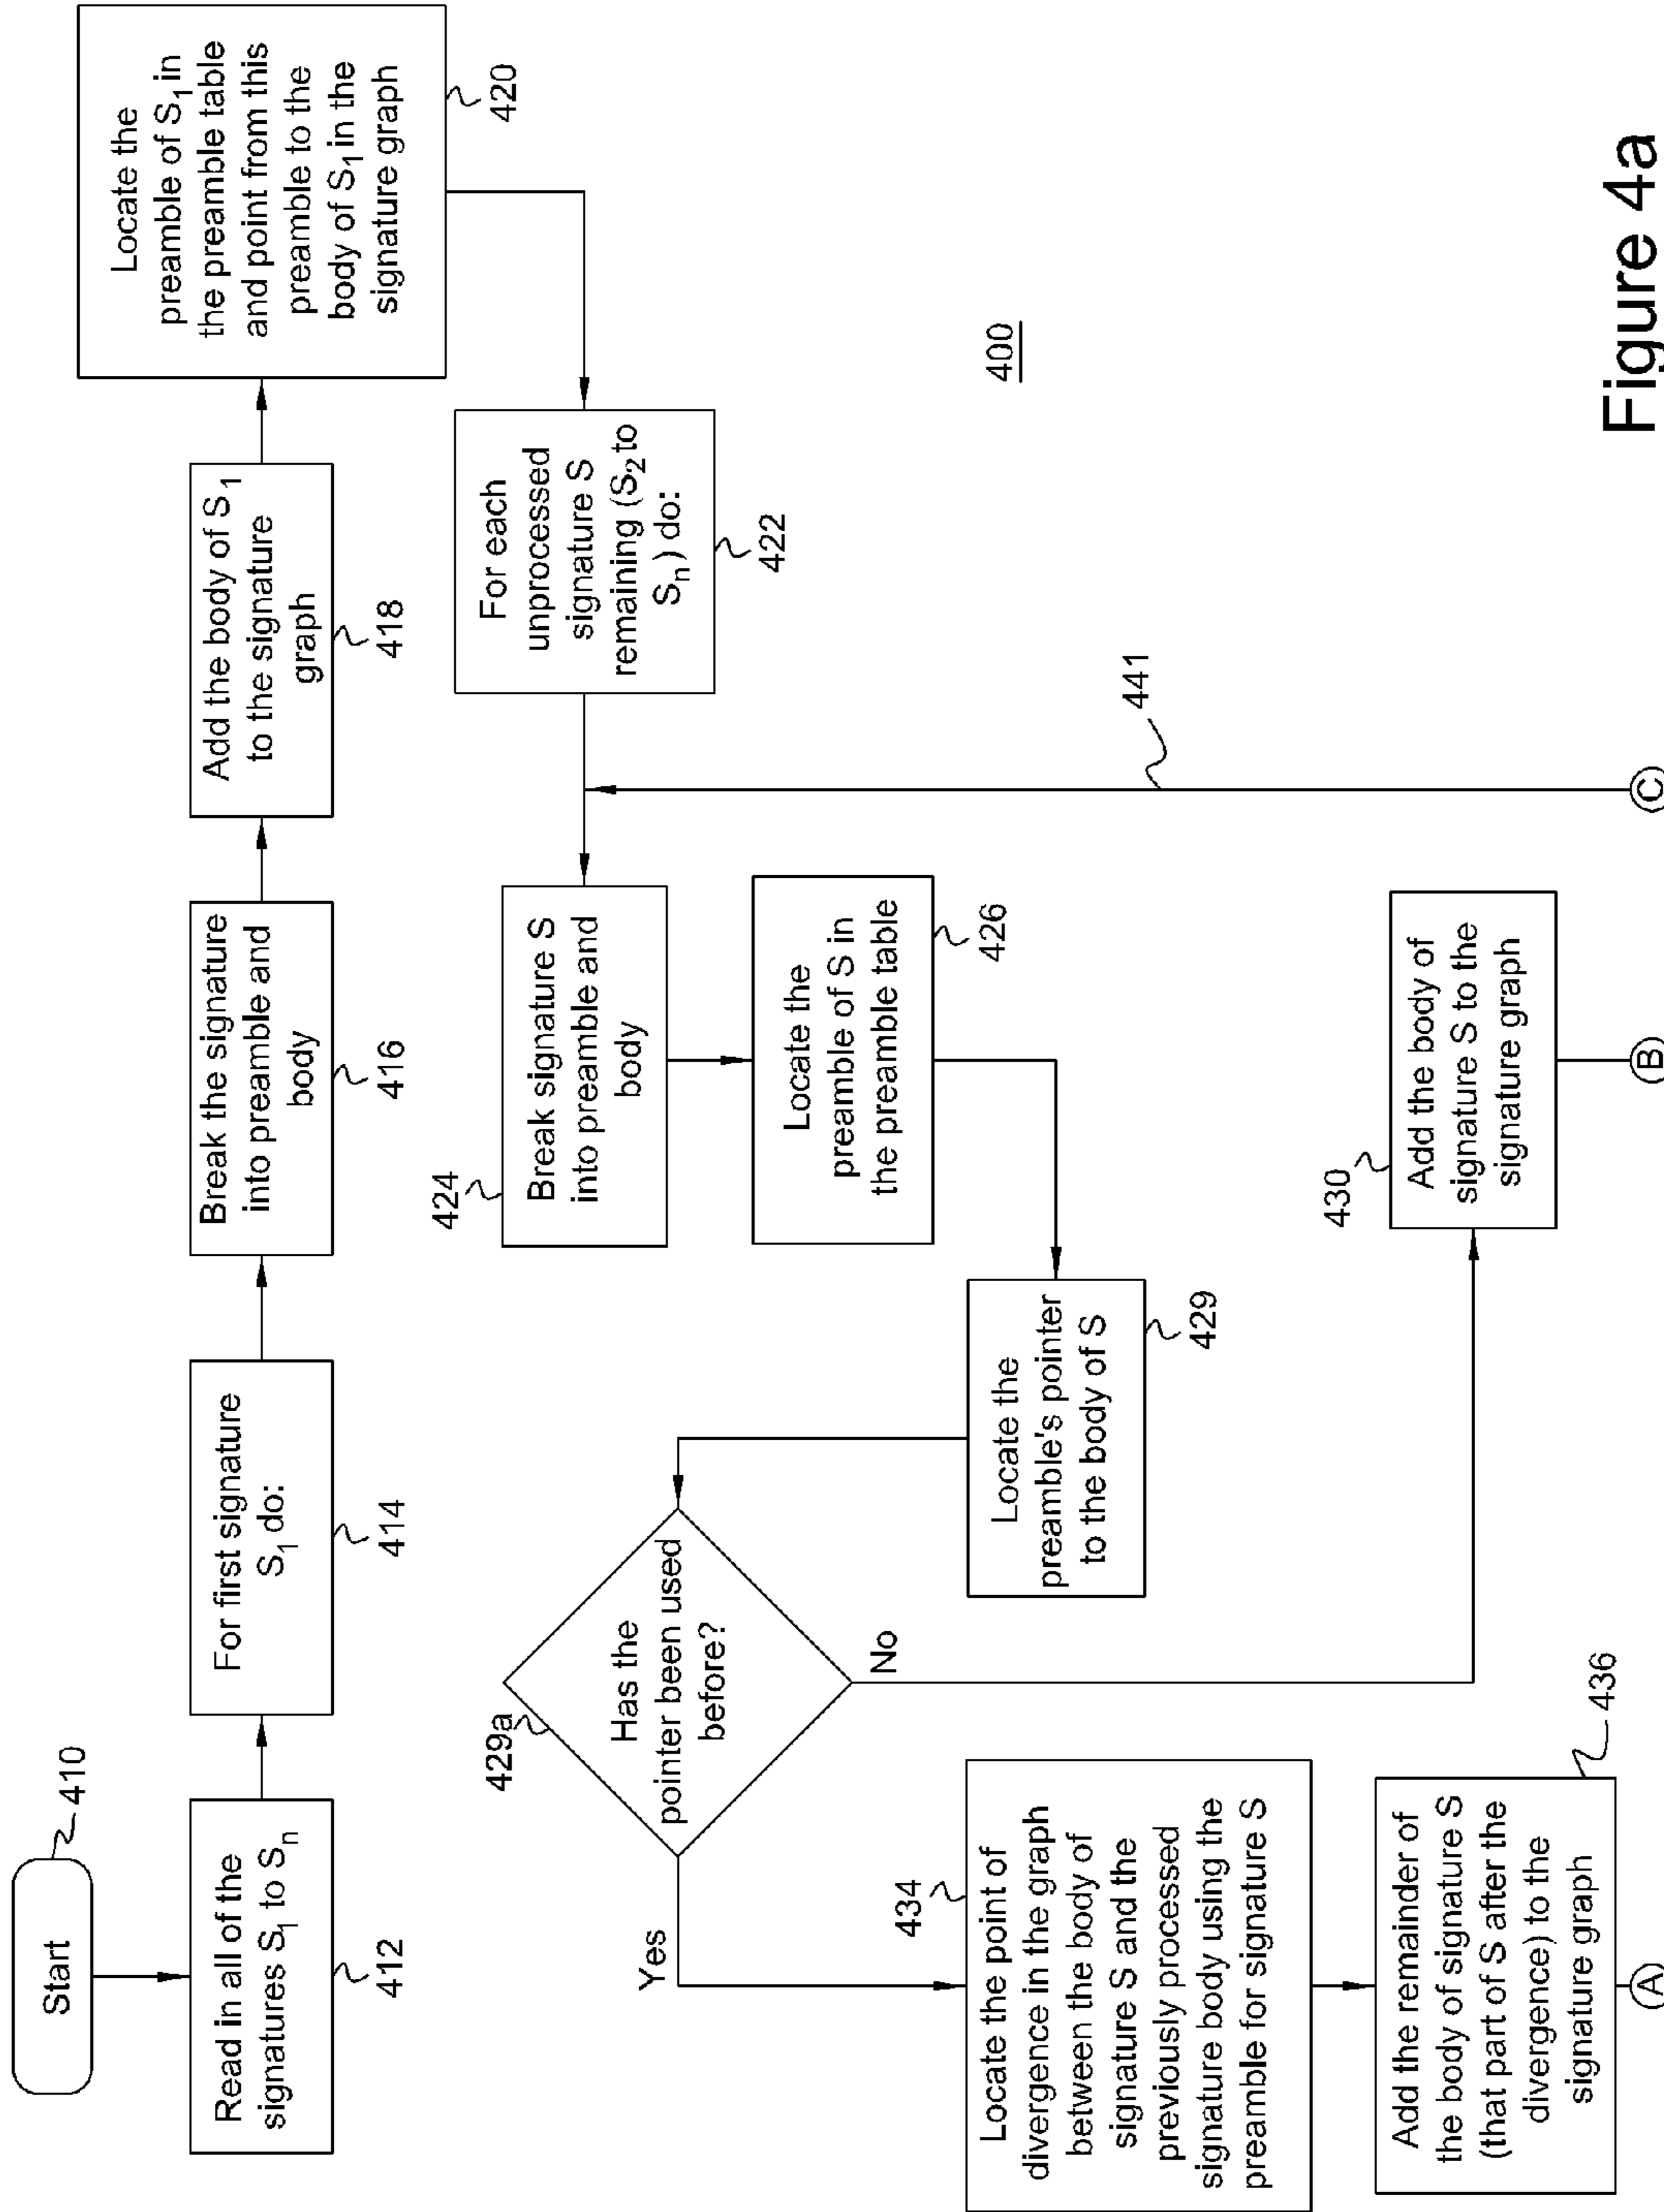 Start
410
Read in all of the
signatures S₁ to Sₙ
412
For first signature
S₁ do:
414
Break the signature
into preamble and
body
416
Add the body of S₁
to the signature
graph
418
Locate the
preamble of S₁ in
the preamble table
and point from this
preamble to the
body of S₁ in the
signature graph
420
For each
unprocessed
signature S
remaining (S₂ to
Sₙ) do:
422
424
Break signature S
into preamble and
body
Locate the
preamble of S in
the preamble table
426
Locate the
preamble's pointer
to the body of S
429
429a
Has the
pointer been used
before?
Yes
No
434
Locate the point of
divergence in the graph
between the body of
signature S and the
previously processed
signature body using the
preamble for signature S
Add the remainder of
the body of signature S
(that part of S after the
divergence) to the
signature graph
436
430
Add the body of
signature S to the
signature graph
441
400
A
B
C
Figure 4a